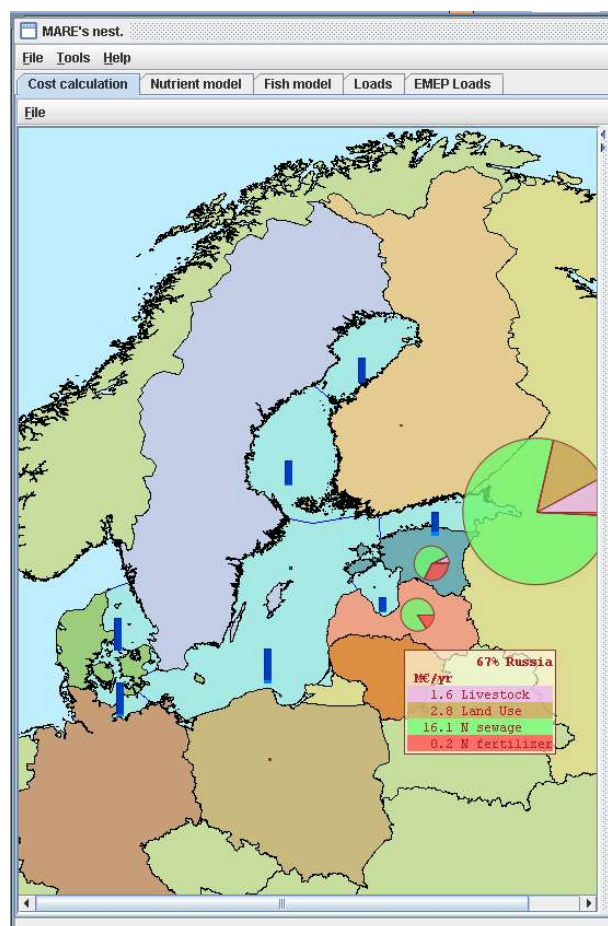 MARE's nest.
File Tools Help
Cost calculation Nutrient model Fish model Loads EMEP Loads
File
67% Russia
M€/yr
1.6 Livestock
2.8 Land Use
16.1 N sewage
0.2 N fertilizer